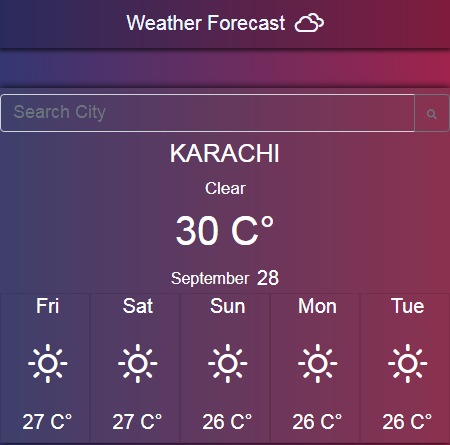 Weather Forecast
Search City
KARACHI
Clear
30 C°
September 28
Fri Sat Sun Mon Tue
27 C° 27 C° 26 C° 26 C° 26 C°